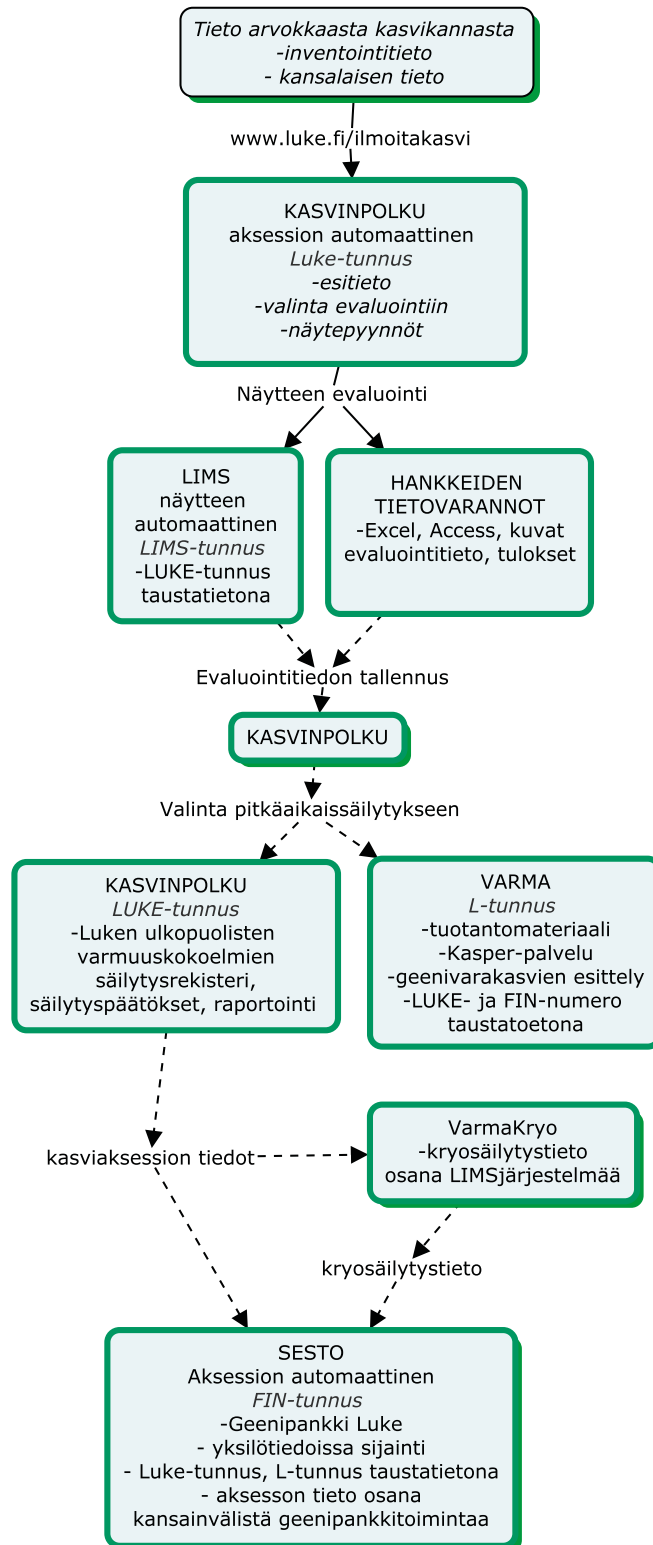 Tieto arvokkaasta kasvikannasta
-inventointitieto
- kansalaisen tieto
www.luke.fi/ilmoitakasvi
KASVINPOLKU
aksession automaattinen
Luke-tunnus
-esitieto
-valinta evaluointiin
-näytepyynnöt
Näytteen evaluointi
LIMS
näytteen
automaattinen
LIMS-tunnus
-LUKE-tunnus
taustatietona
HANKKEIDEN
TIETOVARANNOT
-Excel, Access, kuvat
evaluointitieto, tulokset
Evaluointitiedon tallennus
KASVINPOLKU
Valinta pitkäaikaissäilytykseen
KASVINPOLKU
LUKE-tunnus
-Luken ulkopuolisten
varmuuskokoelmien
säilytysrekisteri,
säilytyspäätökset, raportointi
VARMA
L-tunnus
-tuotantomateriaali
-Kasper-palvelu
-geenivarakasvien esittely
-LUKE- ja FIN-numero
taustatoetona
kasviaksession tiedot
VarmaKryo
-kryosäilytystieto
osana LIMSjärjestelmää
kryosäilytystieto
SESTO
Aksession automaattinen
FIN-tunnus
-Geenipankki Luke
- yksilötiedoissa sijainti
- Luke-tunnus, L-tunnus taustatietona
- aksesson tieto osana
kansainvälistä geenipankkitoimintaa